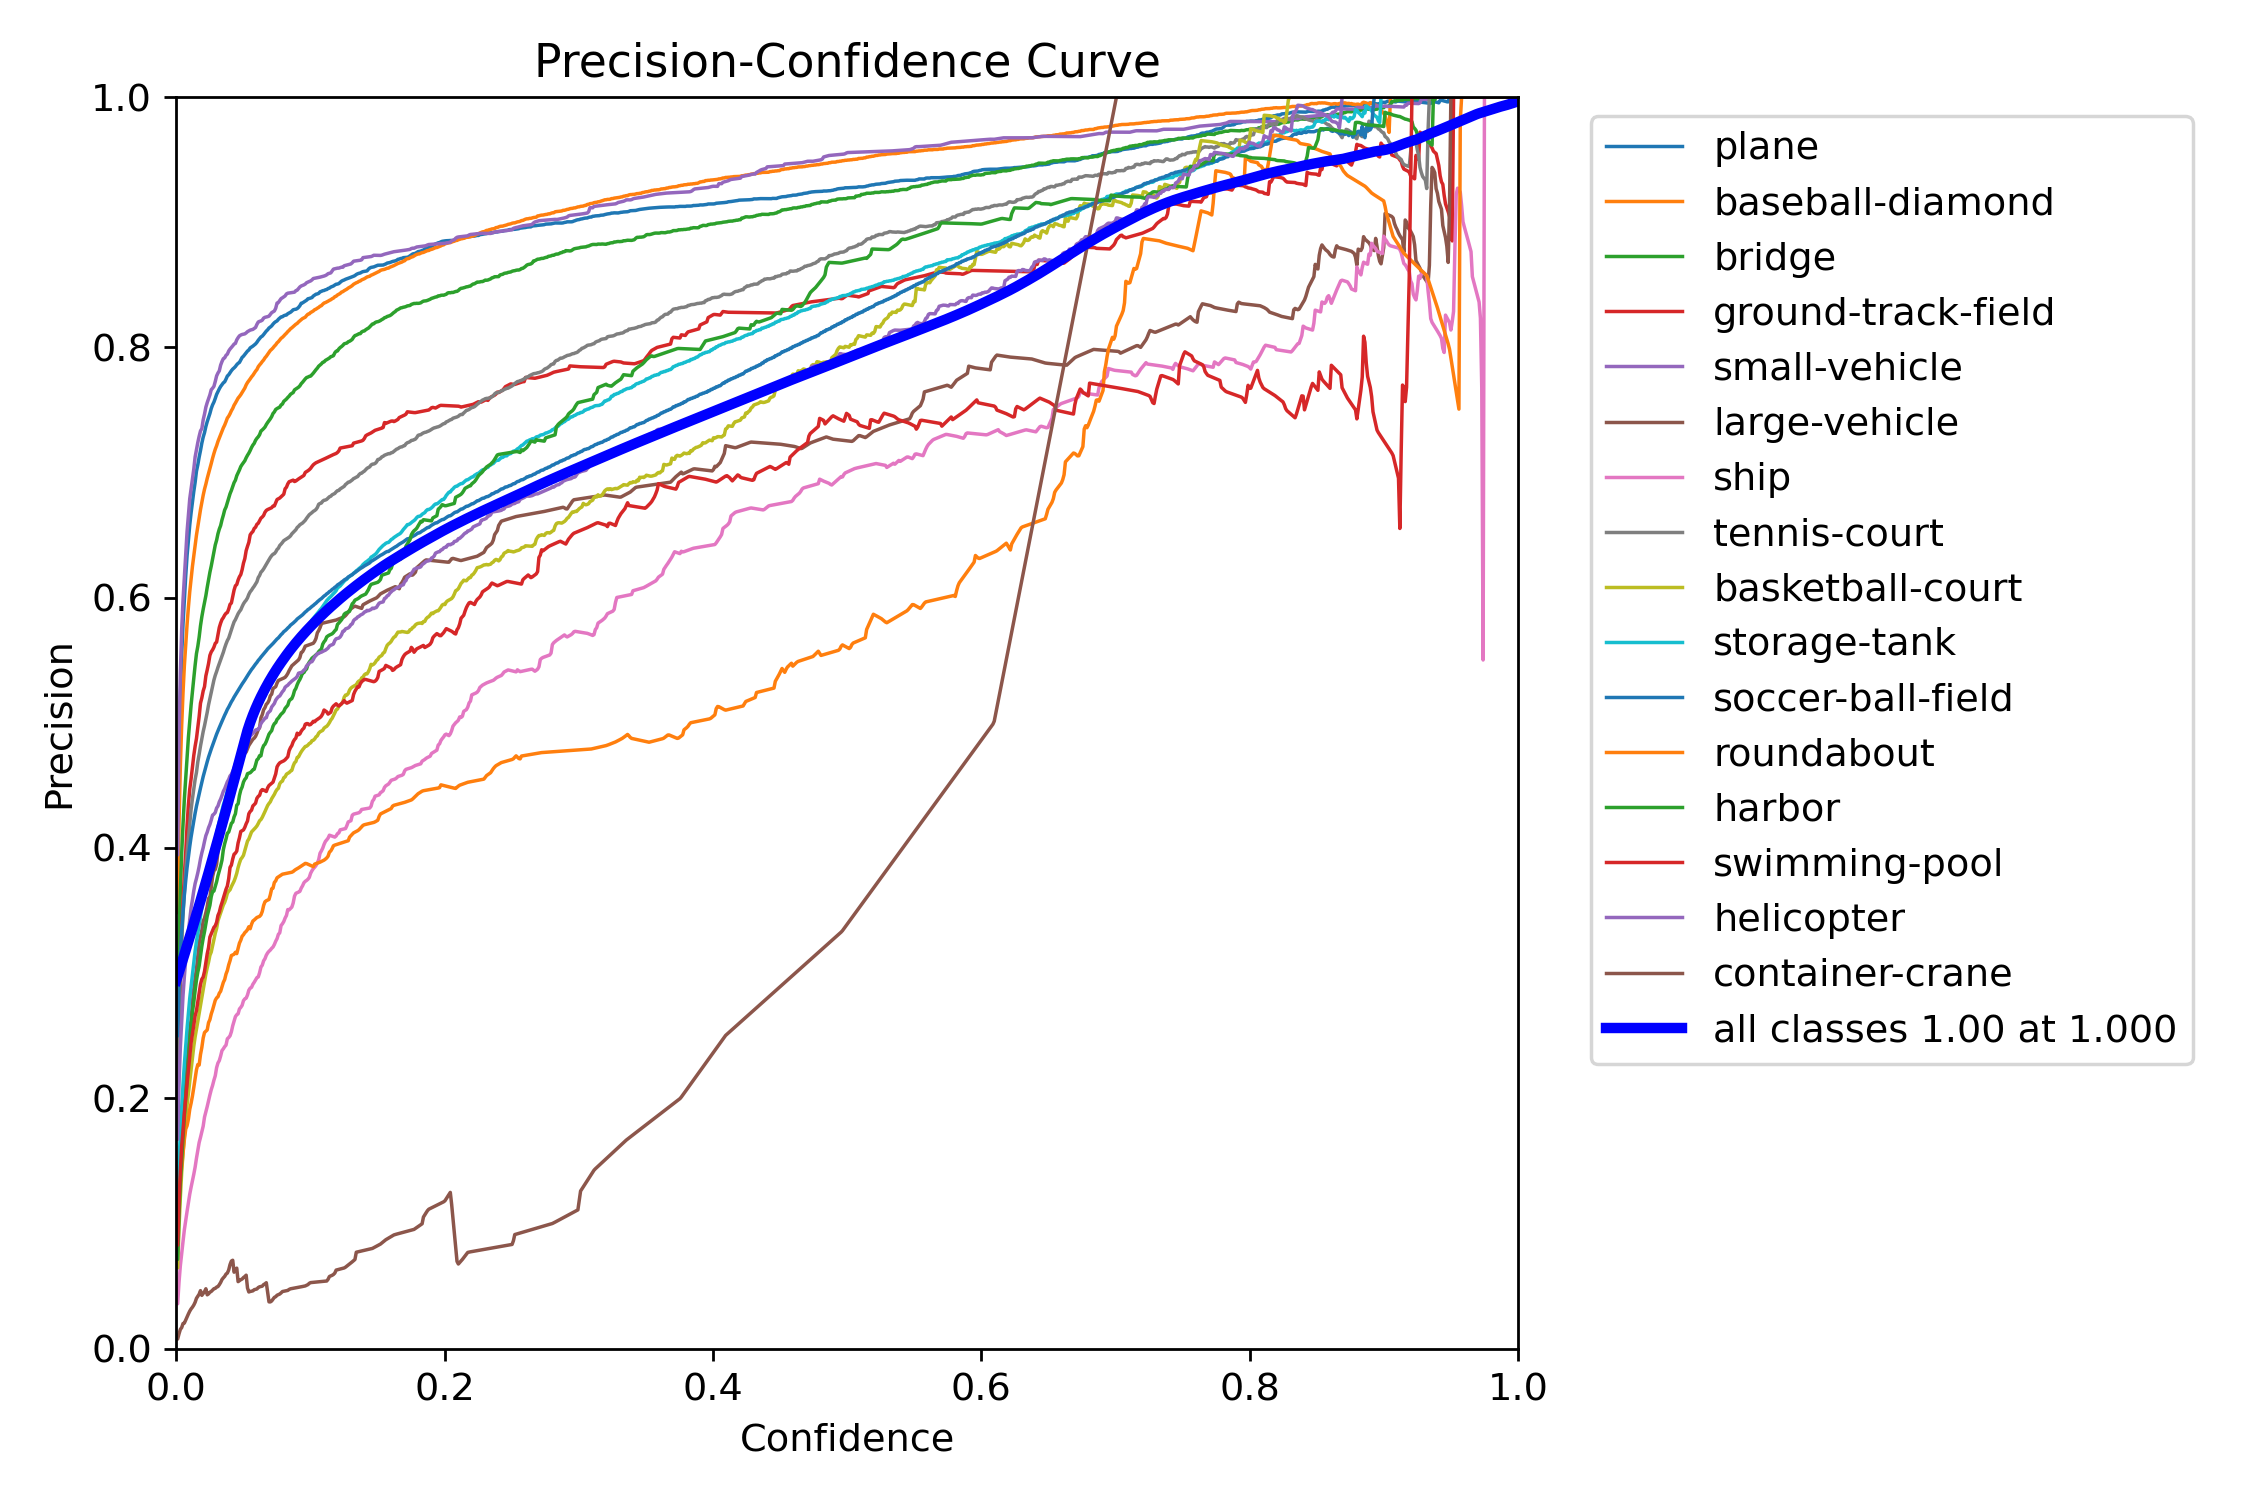 Precision-Confidence Curve
1.0
0.8
0.6
0.4
0.2
0.0
Precision
0.0 0.2 0.4 0.6 0.8 1.0
Confidence
plane
baseball-diamond
bridge
ground-track-field
small-vehicle
large-vehicle
ship
tennis-court
basketball-court
storage-tank
soccer-ball-field
roundabout
harbor
swimming-pool
helicopter
container-crane
all classes 1.00 at 1.000